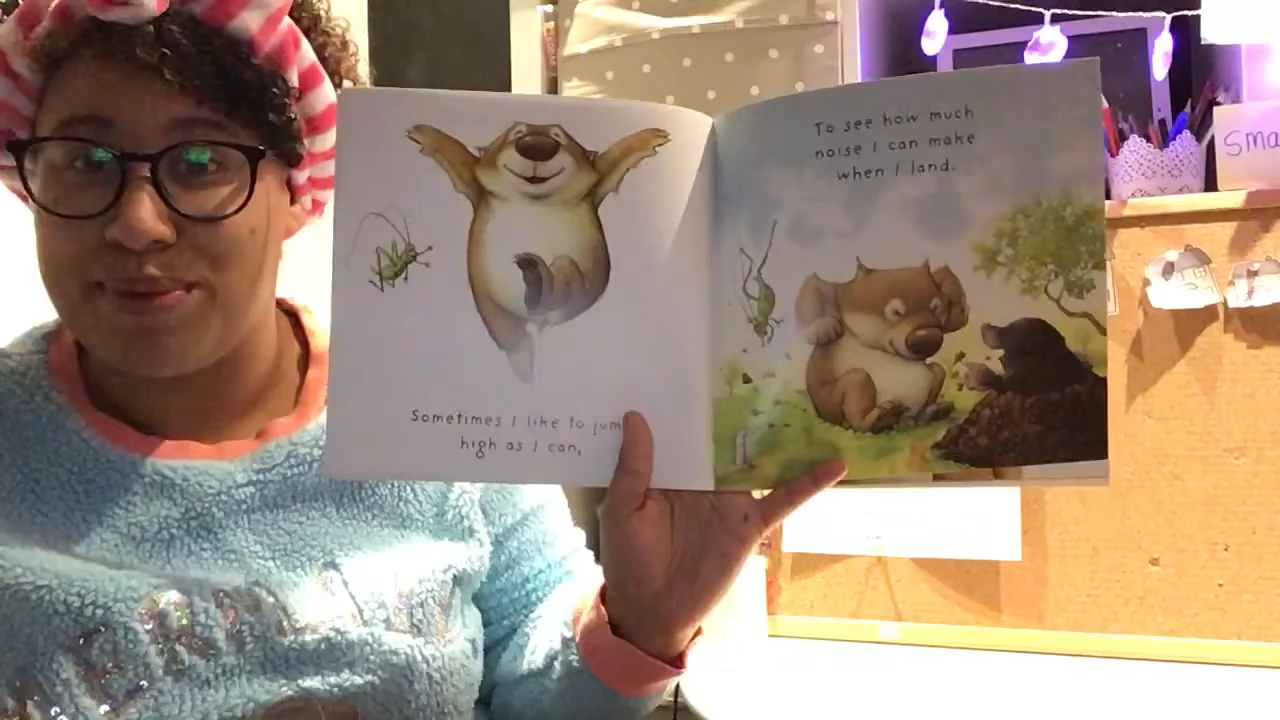 Sometimes I like to jum
high as I can,
To see how much
noise I can make
when I land.
Sma